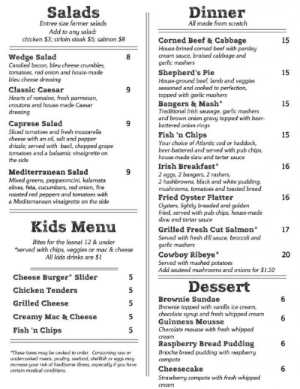 Salads
Entree size farmer salads
Add to any salad:
chicken $3; sirloin steak $5; salmon $8
Wedge Salad 8
Candied bacon, bleu cheese crumbles,
tomatoes, red onion and house-made
bleu cheese dressing
Classic Caesar 9
Hearts of romaine, fresh parmesan,
croutons and house-made Caesar
dressing
Caprese Salad 9
Sliced tomatoes and fresh mozzarella
cheese with an oil, salt and pepper
drizzle; served with basil, chopped grape
tomatoes and a balsamic vinaigrette on
the side
Mediterranean Salad 9
Mixed greens, pepperoncini, kalamata
olives, feta, cucumbers, red onion, fire
roasted red peppers and tomatoes with
a Mediterranean vinaigrette on the side
Kids Menu
Bites for the leanest 12 & under
*served with chips, veggies or mac & cheese
All kids drinks are $1
Cheese Burger* Slider 5
Chicken Tenders 5
Grilled Cheese 5
Creamy Mac & Cheese 5
Fish 'n Chips 5
*These items may be cooked to order. Consuming raw or
undercooked meats, poultry, seafood, shellfish or eggs may
increase your risk of foodborne illness, especially if you have
certain medical conditions.
Dinner
All made from scratch
Corned Beef & Cabbage 15
House-brined corned beef with parsley
cream sauce, braised cabbage and
garlic mashers
Shepherd's Pie 15
House-ground beef, lamb and veggies
seasoned and cooked to perfection,
topped with garlic mashers
Bangers & Mash* 15
Traditional Irish sausage, garlic mashers
and brown onion gravy topped with beer-
battered onion rings
Fish 'n Chips 15
Your choice of Atlantic cod or haddock,
beer-battered and served with pub chips,
house-made slaw and tarter sauce
Irish Breakfast* 16
2 eggs, 2 bangers, 2 rashers,
2 hashbrowns, black and white pudding,
mushrooms, tomatoes and toasted bread
Fried Oyster Platter 16
Oysters, lightly breaded and golden
fried, served with pub chips, house-made
slaw and tarter sauce
Grilled Fresh Cut Salmon* 17
Served with fresh dill sauce, broccoli and
garlic mashers
Cowboy Ribeye* 20
Served with mashed potatoes
Add sauteed mushrooms and onions for $1.50
Dessert
Brownie Sundae 6
Brownie topped with vanilla ice cream,
chocolate syrup and fresh whipped cream
Guinness Mousse 6
Chocolate mousse with fresh whipped
cream
Raspberry Bread Pudding 6
Brioche bread pudding with raspberry
compote
Cheesecake 6
Strawberry compote with fresh whipped
cream